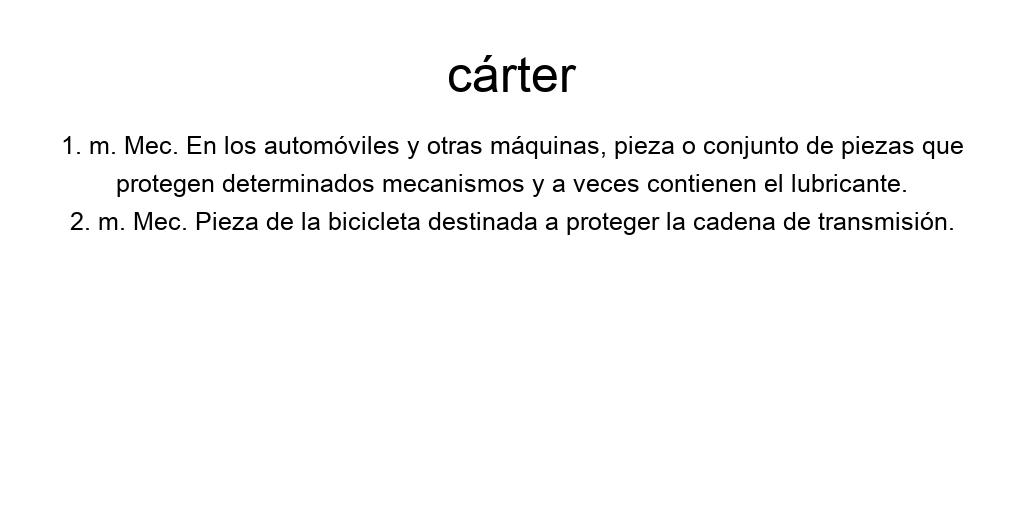 cárter
1. m. Mec. En los automóviles y otras máquinas, pieza o conjunto de piezas que
protegen determinados mecanismos y a veces contienen el lubricante.
2. m. Mec. Pieza de la bicicleta destinada a proteger la cadena de transmisión.